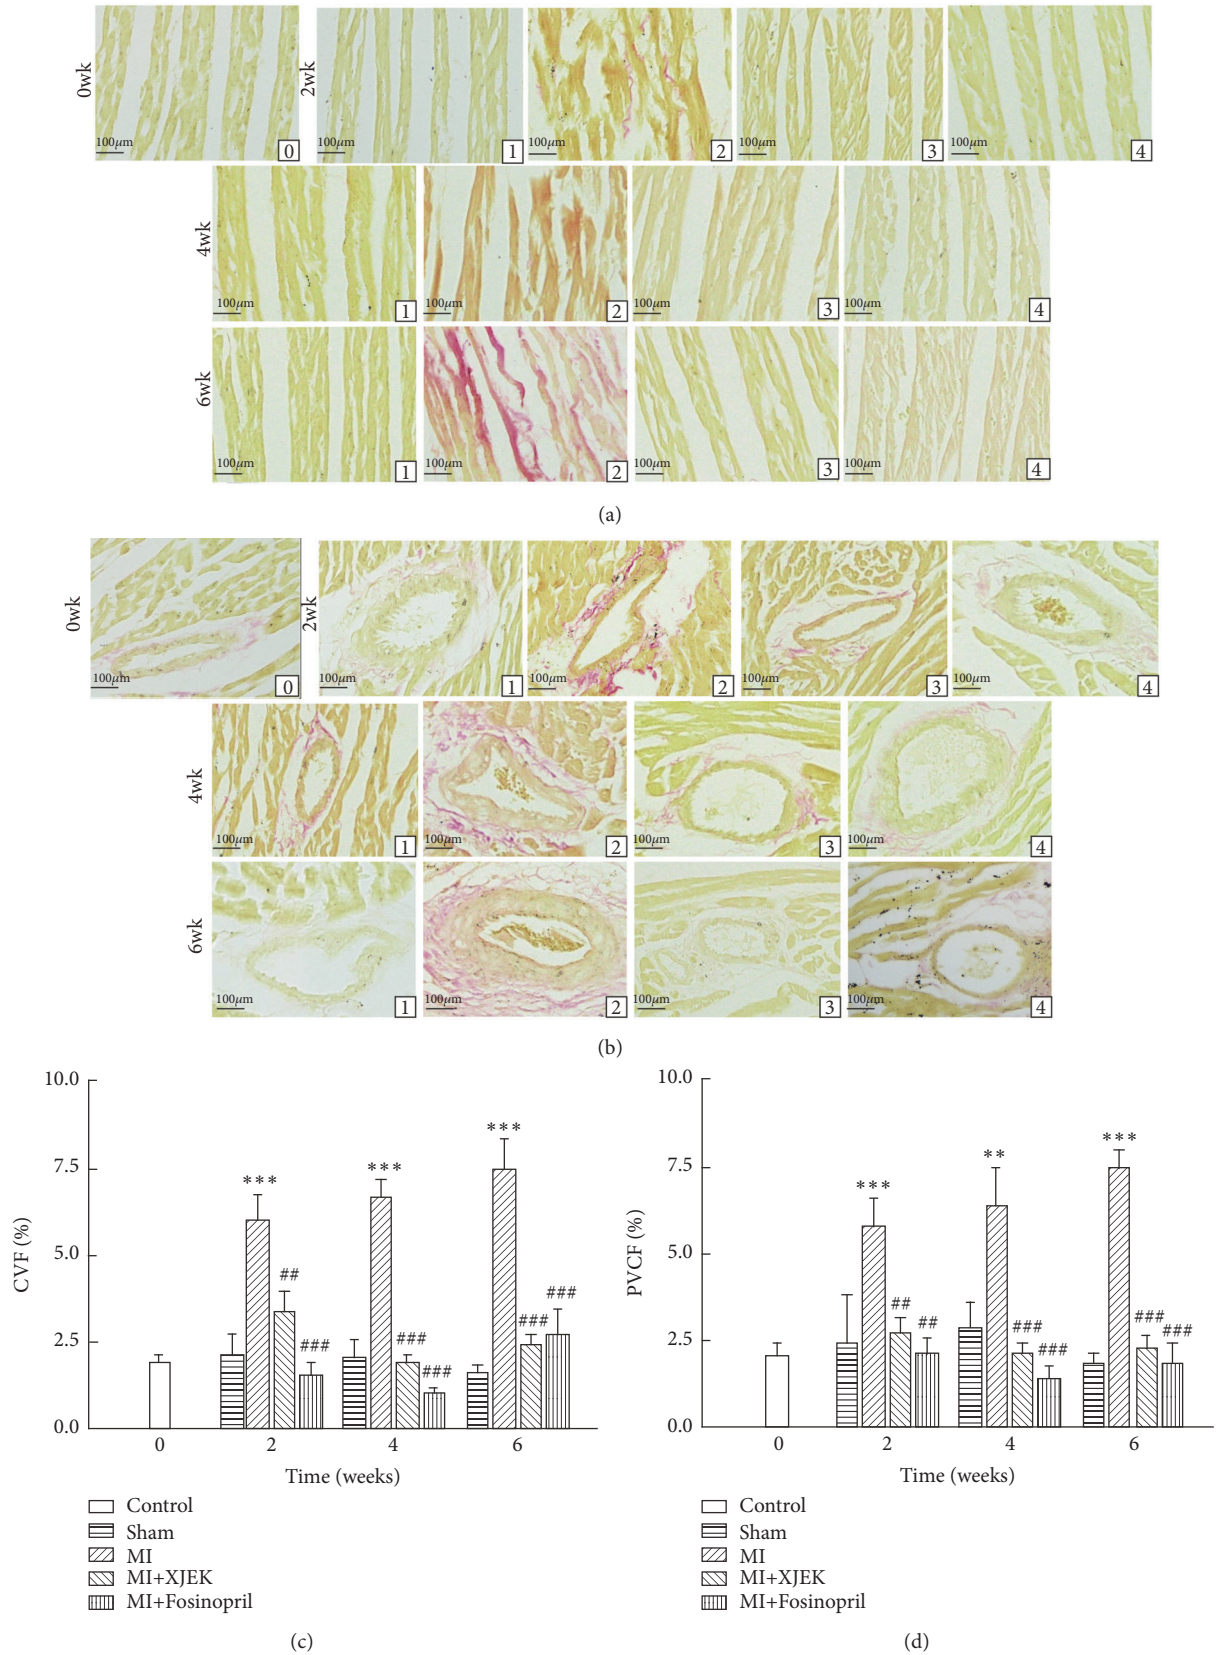 0wk 2wk
100μm 0 100μm 1 100μm 2 100μm 3 100μm 4
4wk
100μm 1 100μm 2 100μm 3 100μm 4
6wk
100μm 1 100μm 2 100μm 3 100μm 4
(a)
0wk 2wk
100μm 0 100μm 1 100μm 2 100μm 3 100μm 4
4wk
100μm 1 100μm 2 100μm 3 100μm 4
6wk
100μm 1 100μm 2 100μm 3 100μm 4
(b)
CVF (%)
10.0
7.5
5.0
2.5
0.0
*** *** ***
## ### ### ### ### ###
0 2 4 6
Time (weeks)
Control
Sham
MI
MI+XJEK
MI+Fosinopril
(c)
PVCF (%)
10.0
7.5
5.0
2.5
0.0
*** ** ***
## ## ### ### ### ###
0 2 4 6
Time (weeks)
Control
Sham
MI
MI+XJEK
MI+Fosinopril
(d)